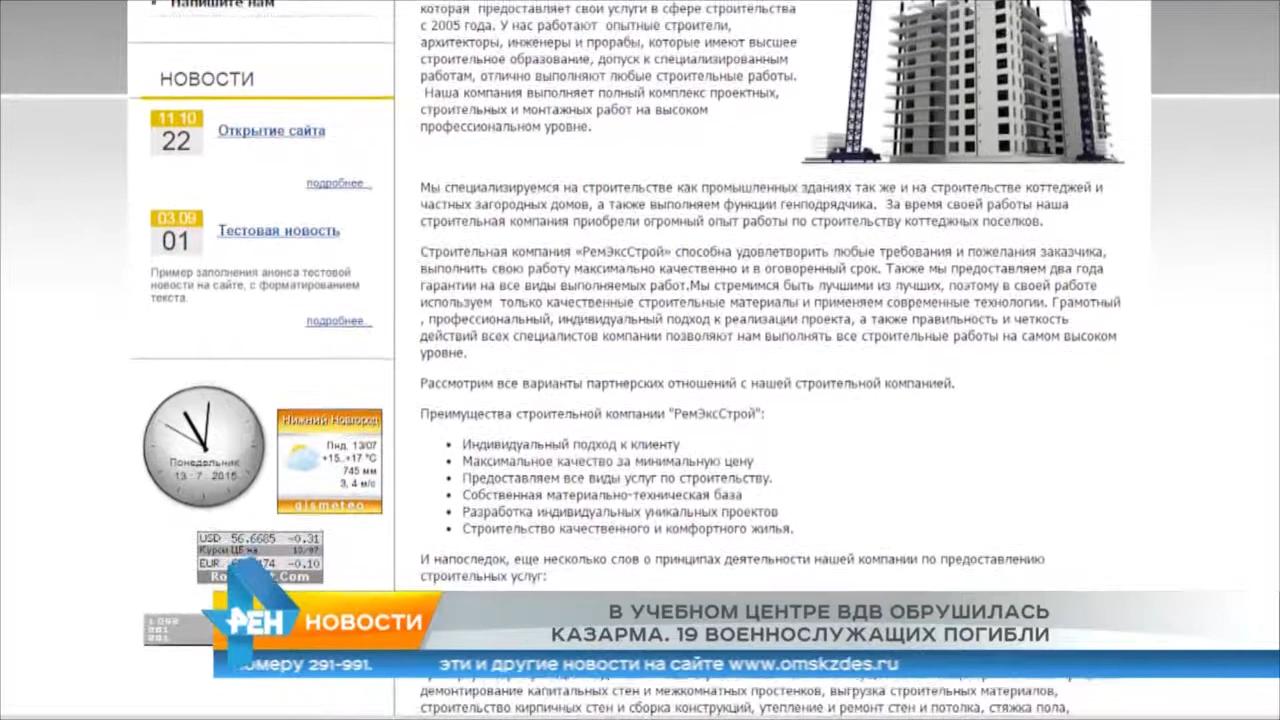 Напишите нам
НОВОСТИ
11.10
22
Открытие сайта
подробнее...
03.09
01
Тестовая новость
Пример заполнения анонса тестовой
новости на сайте, с форматированием
текста.
подробнее...
Понедельник
13 - 7 - 2015
Нижний Новгород
Пнд, 13/07
+15..+17 °C
745 мм
3, 4 м/с
gismeteo
USD 56.6685 -0.31
Курсы ЦБ на 10/07
EUR -0.10
которая предоставляет свои услуги в сфере строительства
с 2005 года. У нас работают опытные строители,
архитекторы, инженеры и прорабы, которые имеют высшее
строительное образование, допуск к специализированным
работам, отлично выполняют любые строительные работы.
Наша компания выполняет полный комплекс проектных,
строительных и монтажных работ на высоком
профессиональном уровне.
Мы специализируемся на строительстве как промышленных зданиях так же и на строительстве коттеджей и
частных загородных домов, а также выполняем функции генподрядчика. За время своей работы наша
строительная компания приобрели огромный опыт работы по строительству коттеджных поселков.
Строительная компания «РемЭксСтрой» способна удовлетворить любые требования и пожелания заказчика,
выполнить свою работу максимально качественно и в оговоренный срок. Также мы предоставляем два года
гарантии на все виды выполняемых работ.Мы стремимся быть лучшими из лучших, поэтому в своей работе
используем только качественные строительные материалы и применяем современные технологии. Грамотный
, профессиональный, индивидуальный подход к реализации проекта, а также правильность и четкость
действий всех специалистов компании позволяют нам выполнять все строительные работы на самом высоком
уровне.
Рассмотрим все варианты партнерских отношений с нашей строительной компанией.
Преимущества строительной компании "РемЭксСтрой":
• Индивидуальный подход к клиенту
• Максимальное качество за минимальную цену
• Предоставляем все виды услуг по строительству.
• Собственная материально-техническая база
• Разработка индивидуальных уникальных проектов
• Строительство качественного и комфортного жилья.
И напоследок, еще несколько слов о принципах деятельности нашей компании по предоставлению
строительных услуг:
РЕН НОВОСТИ
В УЧЕБНОМ ЦЕНТРЕ ВДВ ОБРУШИЛАСЬ
КАЗАРМА. 19 ВОЕННОСЛУЖАЩИХ ПОГИБЛИ
номеру 291-991. эти и другие новости на сайте www.omskzdes.ru
демонтирование капитальных стен и межкомнатных простенков, выгрузка строительных материалов,
строительство кирпичных стен и сборка конструкций, утепление и ремонт стен и потолка, стяжка пола,